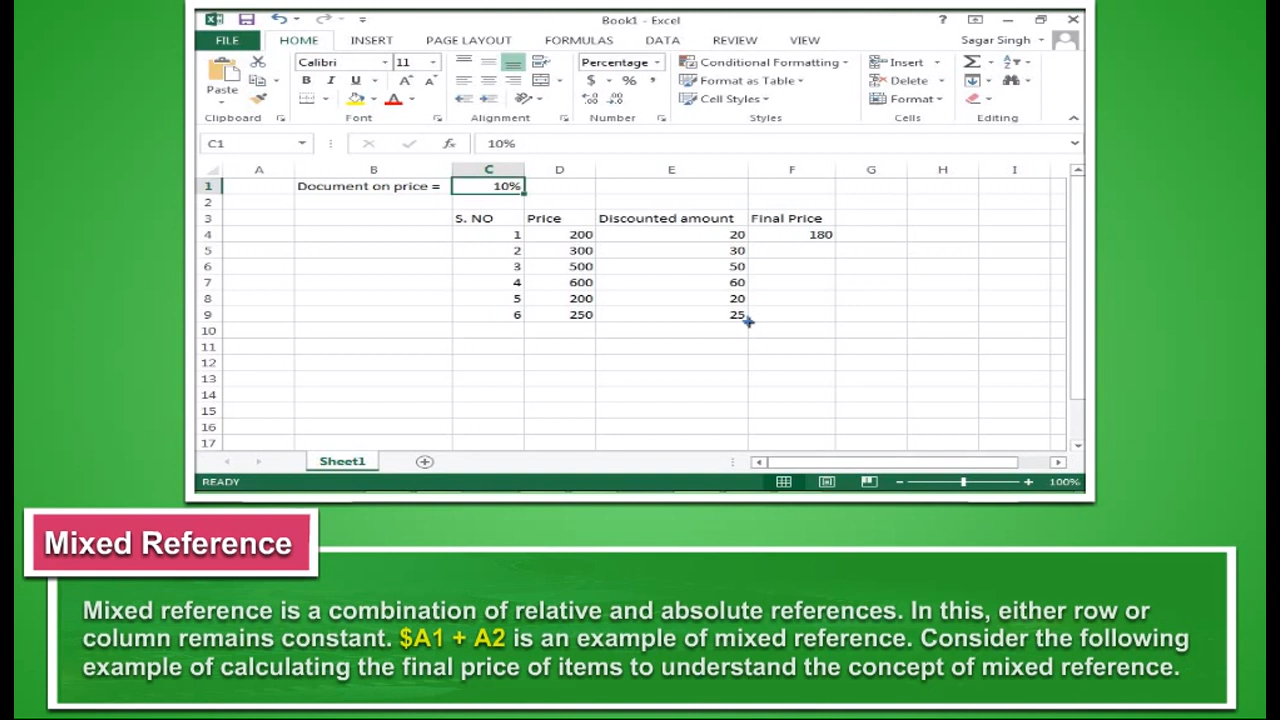 Book1 - Excel
FILE HOME INSERT PAGE LAYOUT FORMULAS DATA REVIEW VIEW Sagar Singh
Calibri 11 Percentage Conditional Formatting Insert
Paste B I U $ % Format as Table Delete
Cell Styles Format
Clipboard Font Alignment Number Styles Cells Editing
C1 fx 10%
A B C D E F G H I
1 Document on price = 10%
2
3 S. NO Price Discounted amount Final Price
4 1 200 20 180
5 2 300 30
6 3 500 50
7 4 600 60
8 5 200 20
9 6 250 25
10
11
12
13
14
15
16
17
Sheet1
READY 100%
Mixed Reference
Mixed reference is a combination of relative and absolute references. In this, either row or
column remains constant. $A1 + A2 is an example of mixed reference. Consider the following
example of calculating the final price of items to understand the concept of mixed reference.